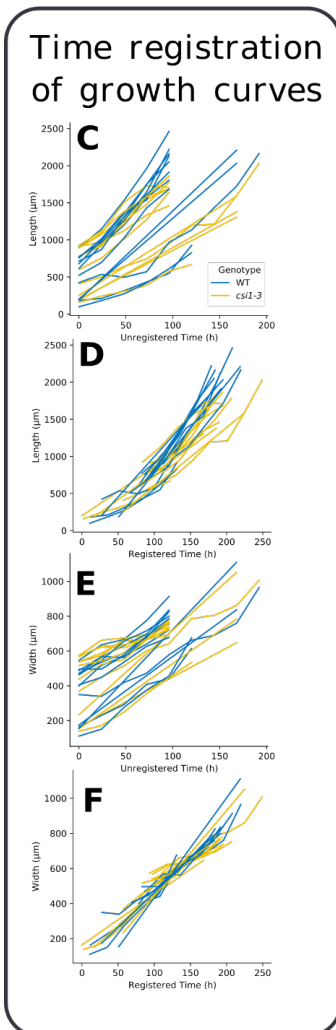 Time registration
of growth curves
C
2500
2000
1500
1000
500
0
Length (µm)
Genotype
WT
csi1-3
0 50 100 150 200
Unregistered Time (h)
D
2500
2000
1500
1000
500
0
Length (µm)
0 50 100 150 200 250
Registered Time (h)
E
1000
800
600
400
200
Width (µm)
0 50 100 150 200
Unregistered Time (h)
F
1000
800
600
400
200
Width (µm)
0 50 100 150 200 250
Registered Time (h)